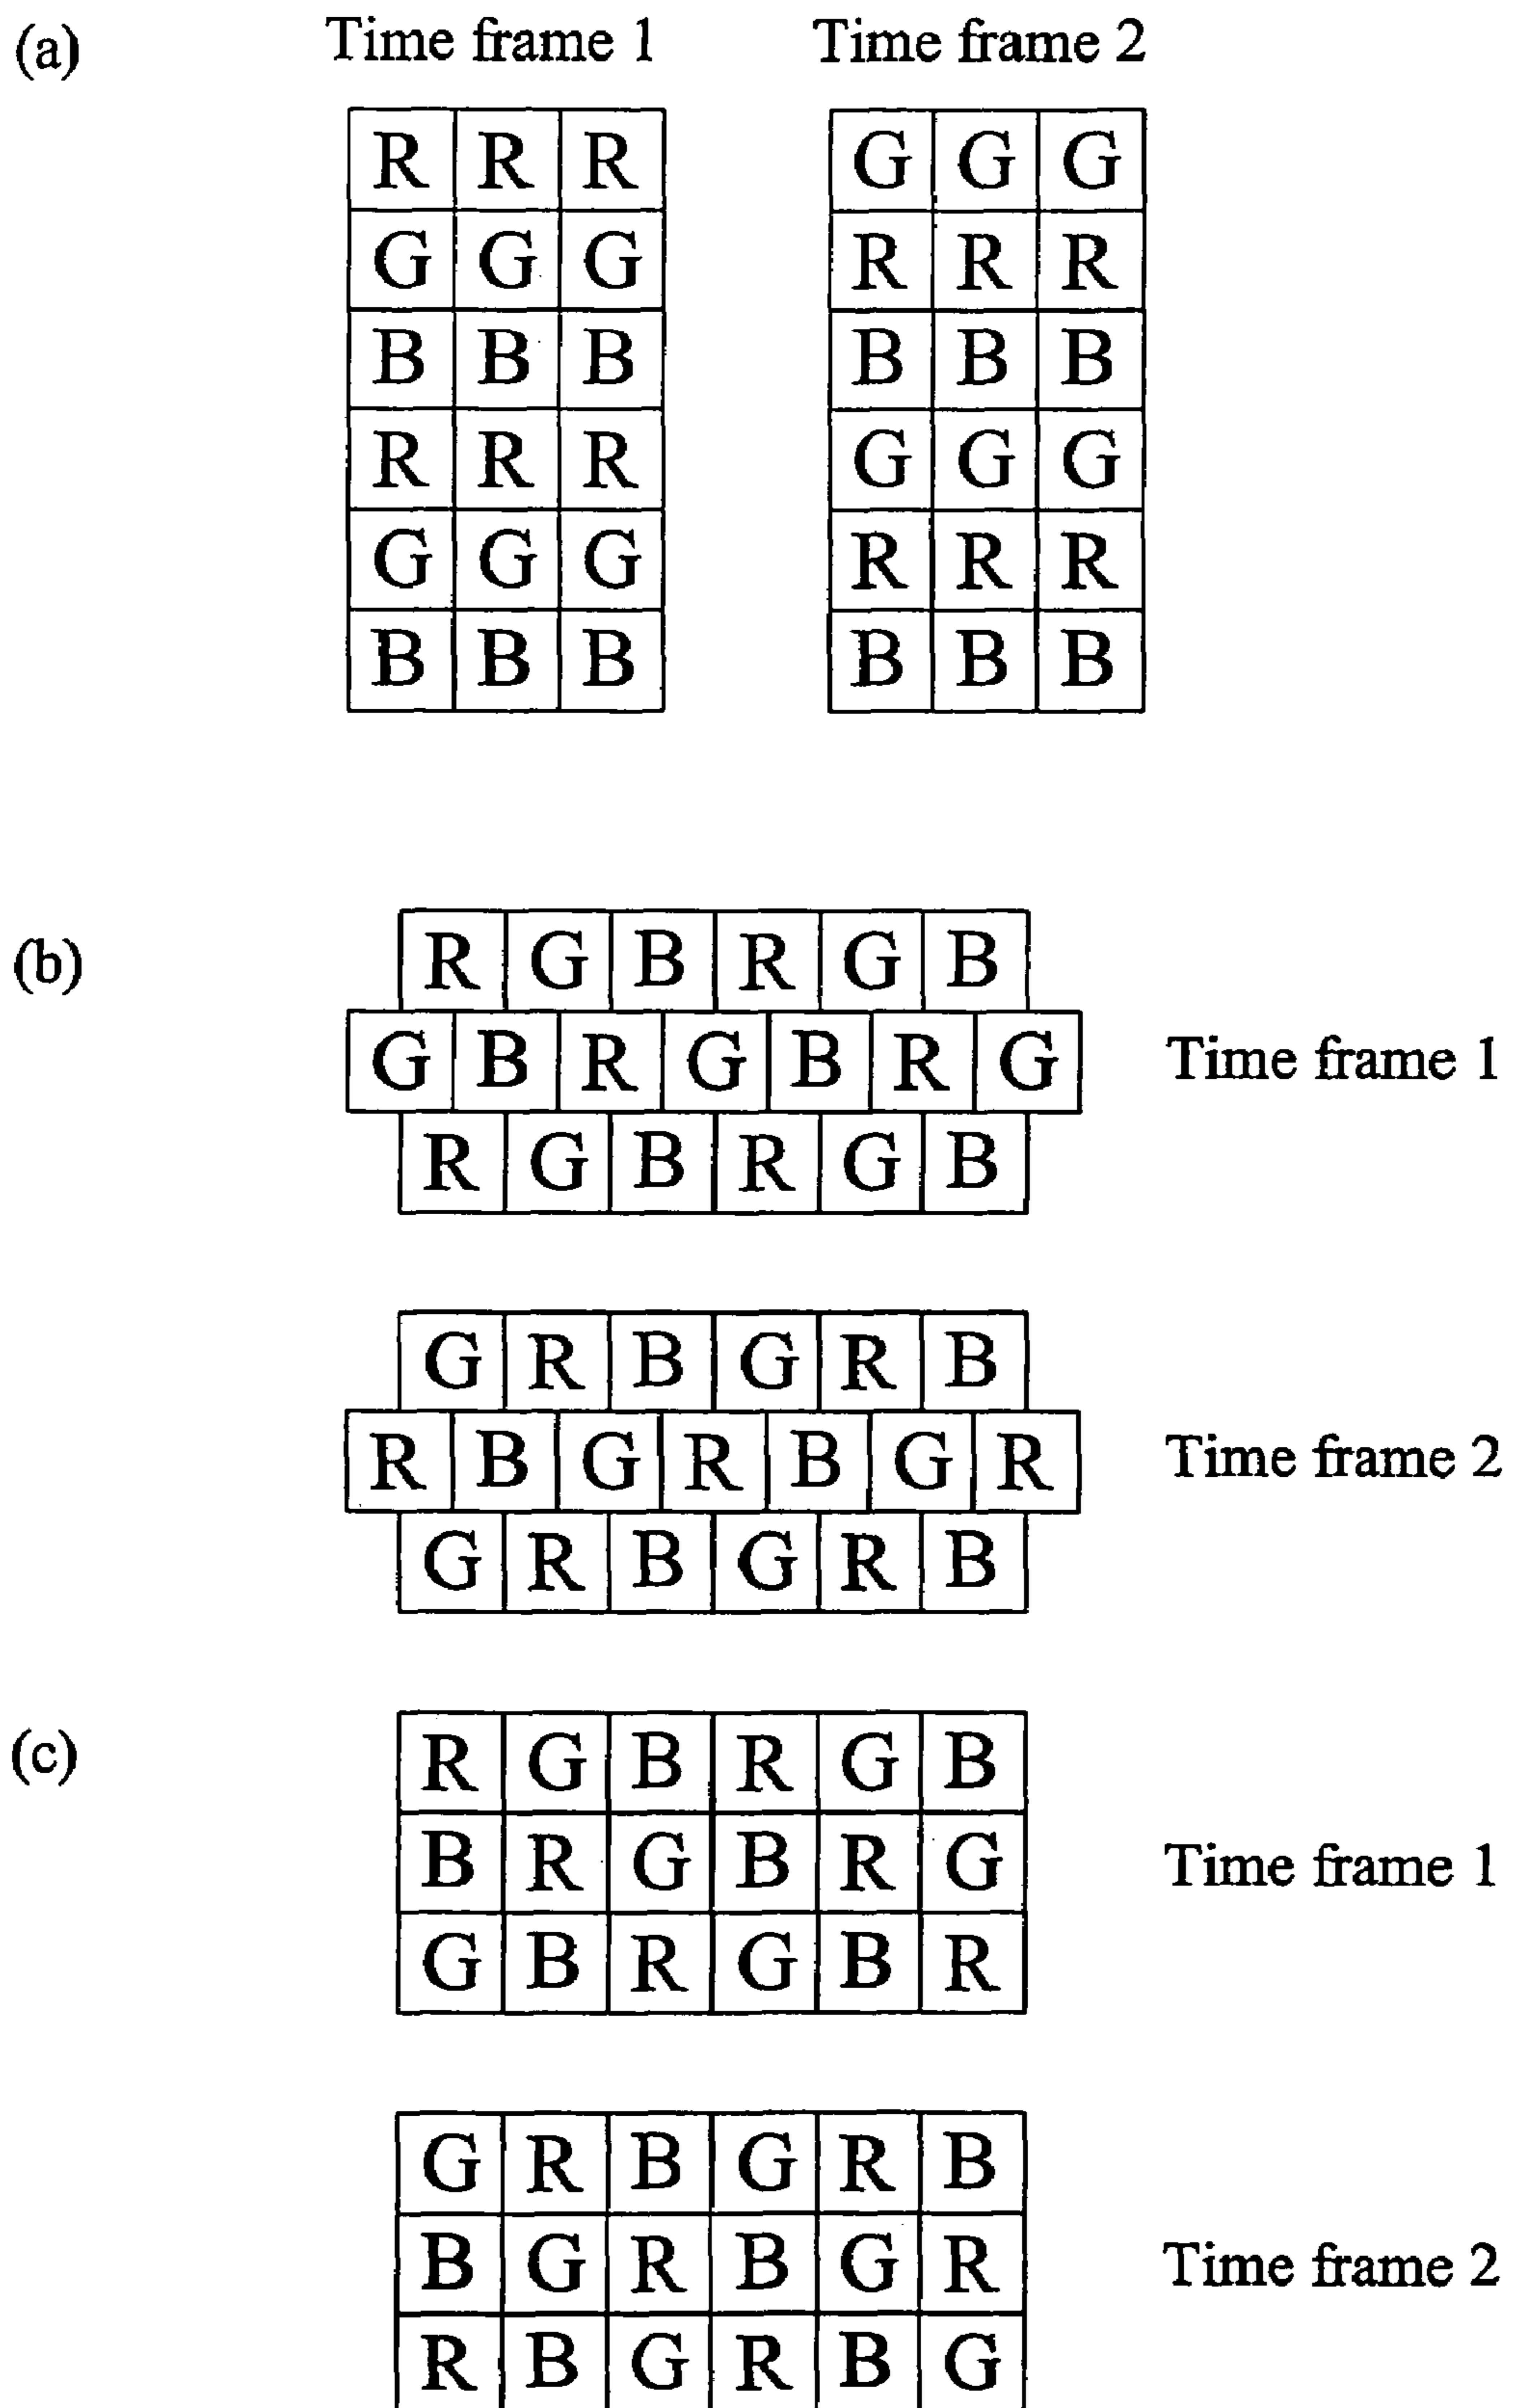 (a) Time frame 1 Time frame 2
R R R G G G
G G G R R R
B B B B B B
R R R G G G
G G G R R R
B B B B B B
(b)
R G B R G B
G B R G B R G Time frame 1
R G B R G B
G R B G R B
R B G R B G R Time frame 2
G R B G R B
(c)
R G B R G B
B R G B R G Time frame 1
G B R G B R
G R B G R B
B G R B G R Time frame 2
R B G R B G